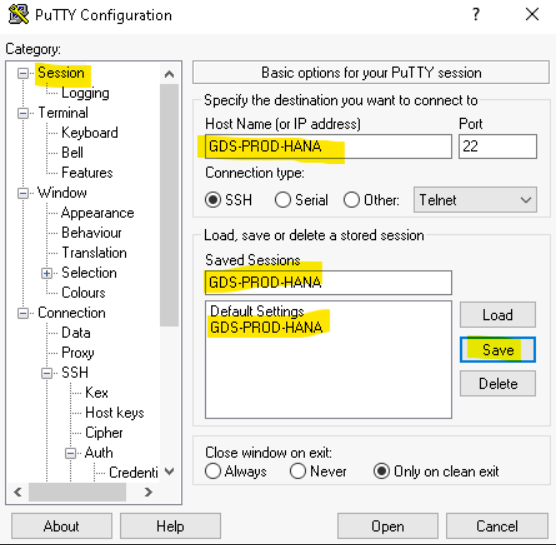 PuTTY Configuration
?
Category:
Session
Logging
Terminal
Keyboard
Bell
Features
Window
Appearance
Behaviour
Translation
Selection
Colours
Connection
Data
Proxy
SSH
Kex
Host keys
Cipher
Auth
Credenti
Basic options for your PuTTY session
Specify the destination you want to connect to
Host Name (or IP address) Port
GDS-PROD-HANA 22
Connection type:
SSH Serial Other: Telnet
Load, save or delete a stored session
Saved Sessions
GDS-PROD-HANA
Default Settings
GDS-PROD-HANA
Load
Save
Delete
Close window on exit:
Always Never Only on clean exit
About Help Open Cancel